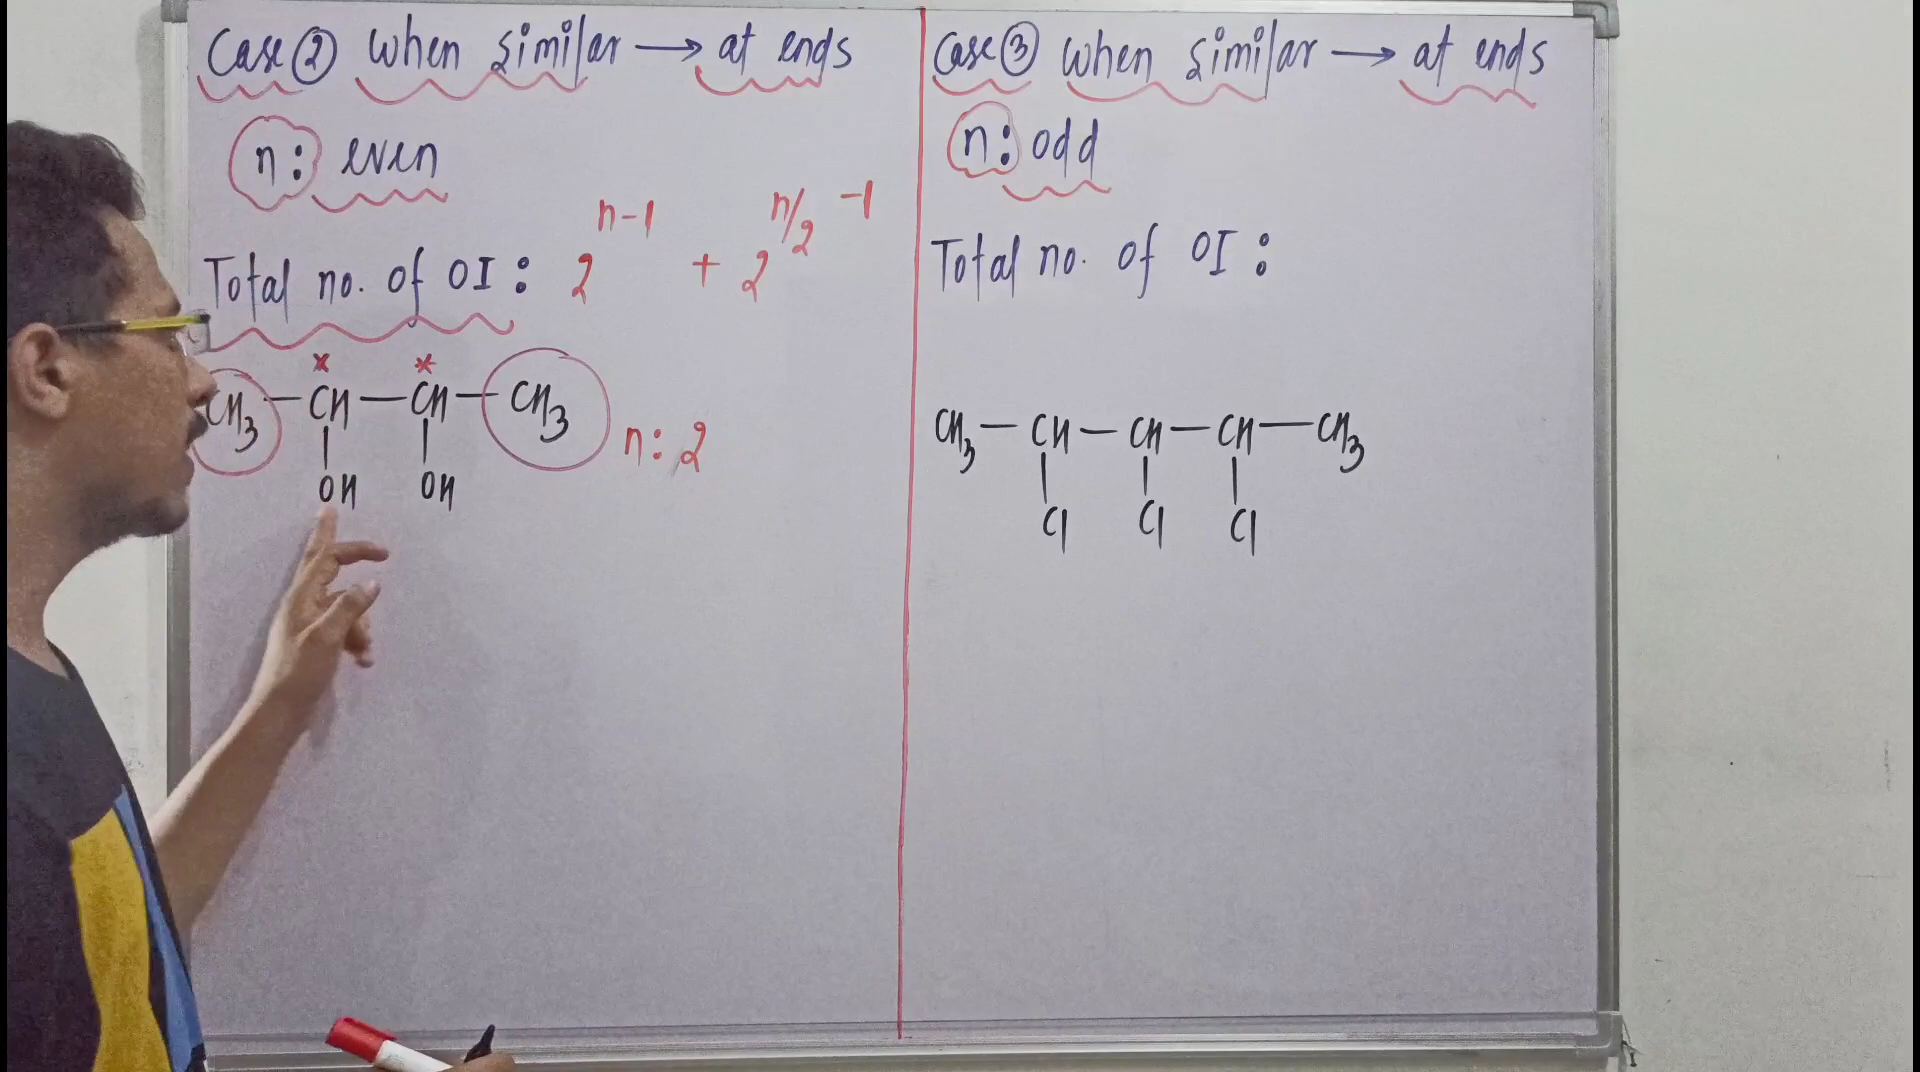 Case ② When similar → at ends
n : even
Total no. of OI : 2^(n-1) + 2^(n/2 -1)
* *
CH₃ — CH — CH — CH₃
n : 2
OH OH
Case ③ When similar → at ends
n : odd
Total no. of OI :
CH₃ — CH — CH — CH — CH₃
Cl Cl Cl